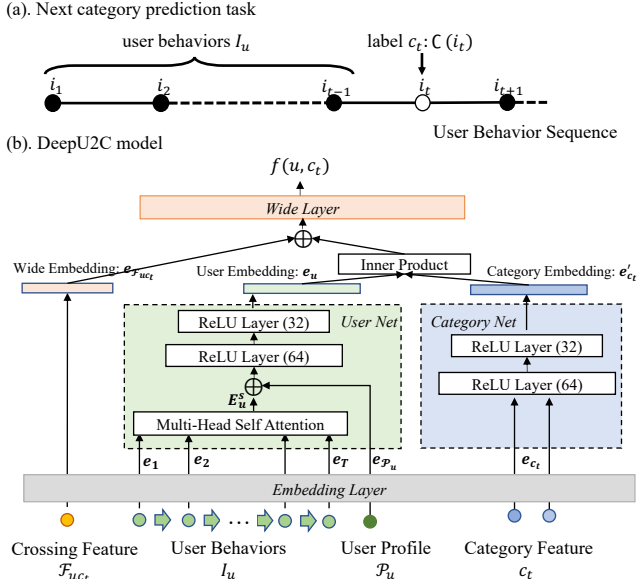 (a). Next category prediction task
user behaviors I_u
label c_t: C(i_t)
i_1 i_2 i_{t−1} i_t i_{t+1}
User Behavior Sequence
(b). DeepU2C model
f(u, c_t)
Wide Layer
⊕
Wide Embedding: e_{ℱ_{uc_t}} User Embedding: e_u Inner Product Category Embedding: e′_{c_t}
ReLU Layer (32) User Net Category Net
ReLU Layer (64) ReLU Layer (32)
⊕ ReLU Layer (64)
E_u^s
Multi-Head Self Attention
e_1 e_2 e_T e_{𝒫_u} e_{c_t}
Embedding Layer
...
Crossing Feature User Behaviors User Profile Category Feature
ℱ_{uc_t} I_u 𝒫_u c_t